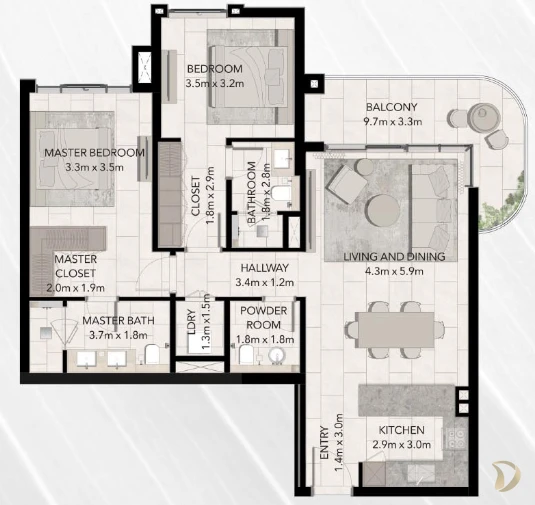 BEDROOM
3.5m x 3.2m
BALCONY
9.7m x 3.3m
MASTER BEDROOM
3.3m x 3.5m
CLOSET
1.8m x 2.9m
BATHROOM
1.8m x 2.8m
MASTER
CLOSET
2.0m x 1.9m
HALLWAY
3.4m x 1.2m
LIVING AND DINING
4.3m x 5.9m
MASTER BATH
3.7m x 1.8m
LDRY
1.3m x1.5m
POWDER
ROOM
1.8m x 1.8m
ENTRY
1.4m x 3.0m
KITCHEN
2.9m x 3.0m